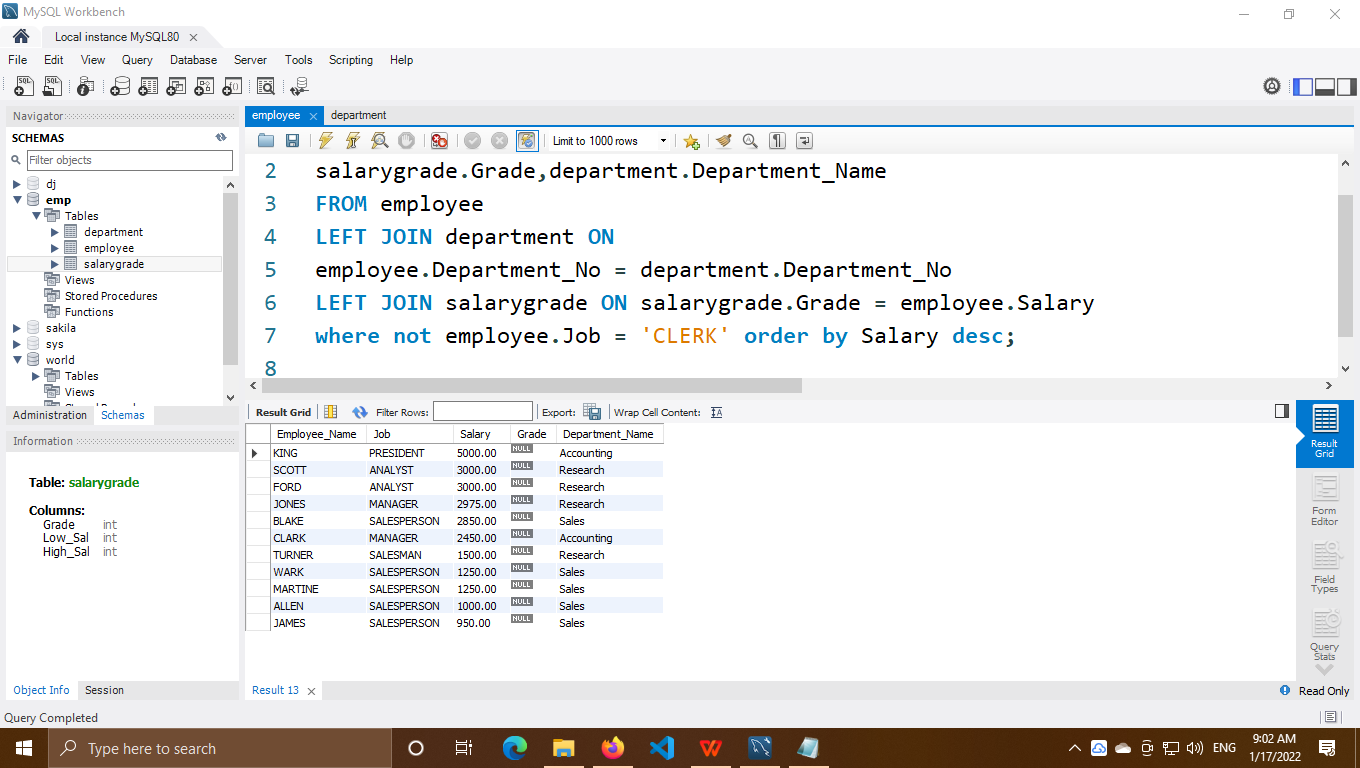 MySQL Workbench
Local instance MySQL80
File Edit View Query Database Server Tools Scripting Help
Navigator
SCHEMAS
Filter objects
dj
emp
Tables
department
employee
salarygrade
Views
Stored Procedures
Functions
sakila
sys
world
Tables
Views
Administration Schemas
Information
Table: salarygrade
Columns:
Grade int
Low_Sal int
High_Sal int
Object Info Session
employee department
Limit to 1000 rows
2 salarygrade.Grade,department.Department_Name
3 FROM employee
4 LEFT JOIN department ON
5 employee.Department_No = department.Department_No
6 LEFT JOIN salarygrade ON salarygrade.Grade = employee.Salary
7 where not employee.Job = 'CLERK' order by Salary desc;
8
Result Grid Filter Rows: Export: Wrap Cell Content:
Employee_Name Job Salary Grade Department_Name
KING PRESIDENT 5000.00 NULL Accounting
SCOTT ANALYST 3000.00 NULL Research
FORD ANALYST 3000.00 NULL Research
JONES MANAGER 2975.00 NULL Research
BLAKE SALESPERSON 2850.00 NULL Sales
CLARK MANAGER 2450.00 NULL Accounting
TURNER SALESMAN 1500.00 NULL Research
WARK SALESPERSON 1250.00 NULL Sales
MARTINE SALESPERSON 1250.00 NULL Sales
ALLEN SALESPERSON 1000.00 NULL Sales
JAMES SALESPERSON 950.00 NULL Sales
Result
Grid
Form
Editor
Field
Types
Query
Stats
Result 13
Read Only
Query Completed
Type here to search
ENG
9:02 AM
1/17/2022